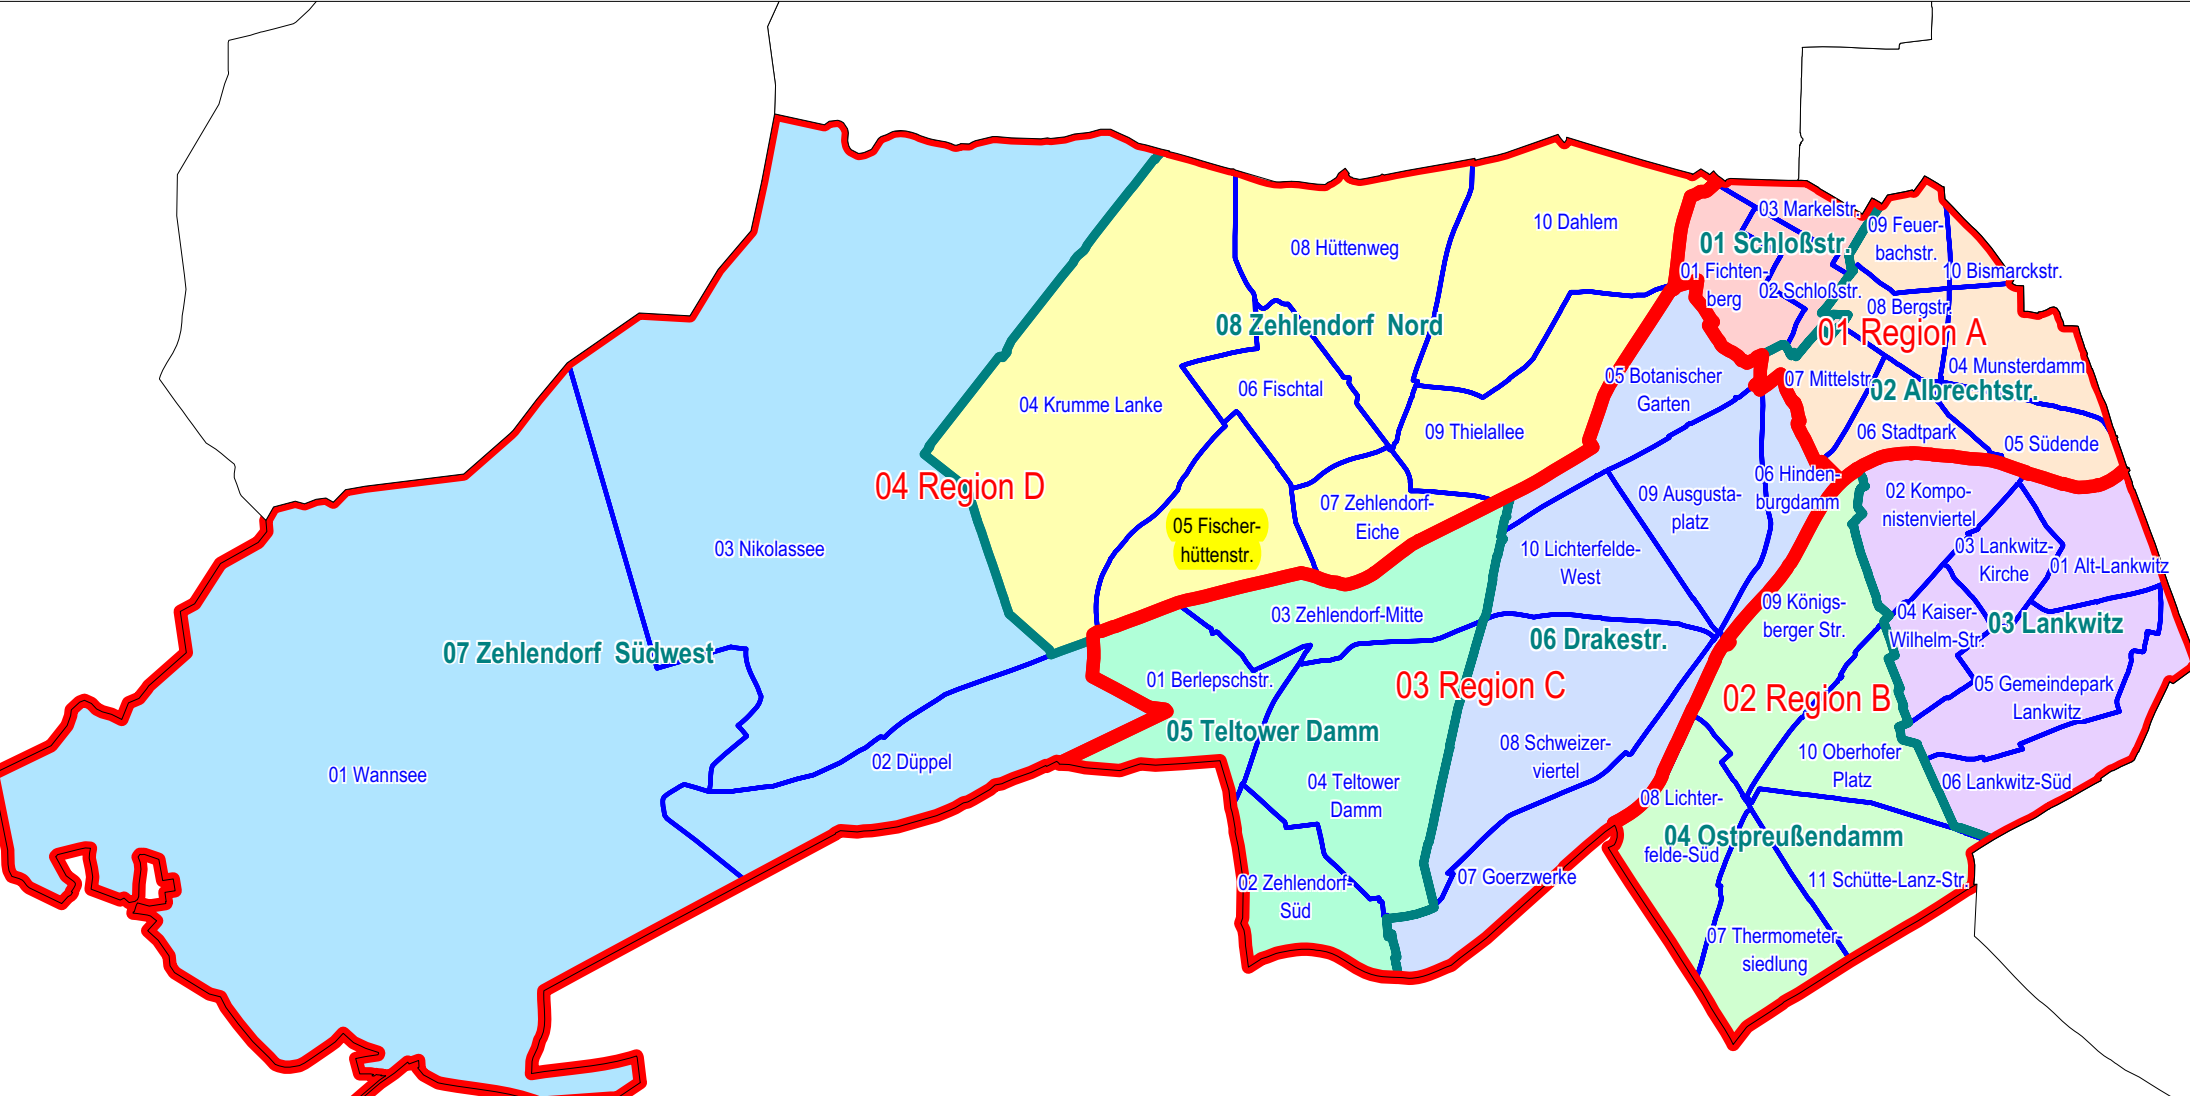 03 Markelstr.
10 Dahlem
09 Feuer-
bachstr.
01 Schloßstr.
08 Hüttenweg
01 Fichten-
berg
10 Bismarckstr.
02 Schloßstr.
08 Bergstr.
08 Zehlendorf Nord
01 Region A
04 Munsterdamm
05 Botanischer
Garten
07 Mittelstr.
02 Albrechtstr.
06 Fischtal
04 Krumme Lanke
09 Thielallee
06 Stadtpark
05 Südende
04 Region D
06 Hinden-
burgdamm
02 Kompo-
nistenviertel
09 Ausgusta-
platz
07 Zehlendorf-
Eiche
05 Fischer-
hüttenstr.
03 Nikolassee
10 Lichterfelde-
West
03 Lankwitz-
Kirche
01 Alt-Lankwitz
09 Königs-
berger Str.
04 Kaiser-
Wilhelm-Str.
03 Zehlendorf-Mitte
03 Lankwitz
06 Drakestr.
07 Zehlendorf Südwest
01 Berlepschstr.
03 Region C
02 Region B
05 Gemeindepark
Lankwitz
05 Teltower Damm
08 Schweizer-
viertel
10 Oberhofer
Platz
02 Düppel
01 Wannsee
04 Teltower
Damm
06 Lankwitz-Süd
08 Lichter-
felde-Süd
04 Ostpreußendamm
02 Zehlendorf-
Süd
07 Goerzwerke
11 Schütte-Lanz-Str.
07 Thermometer-
siedlung